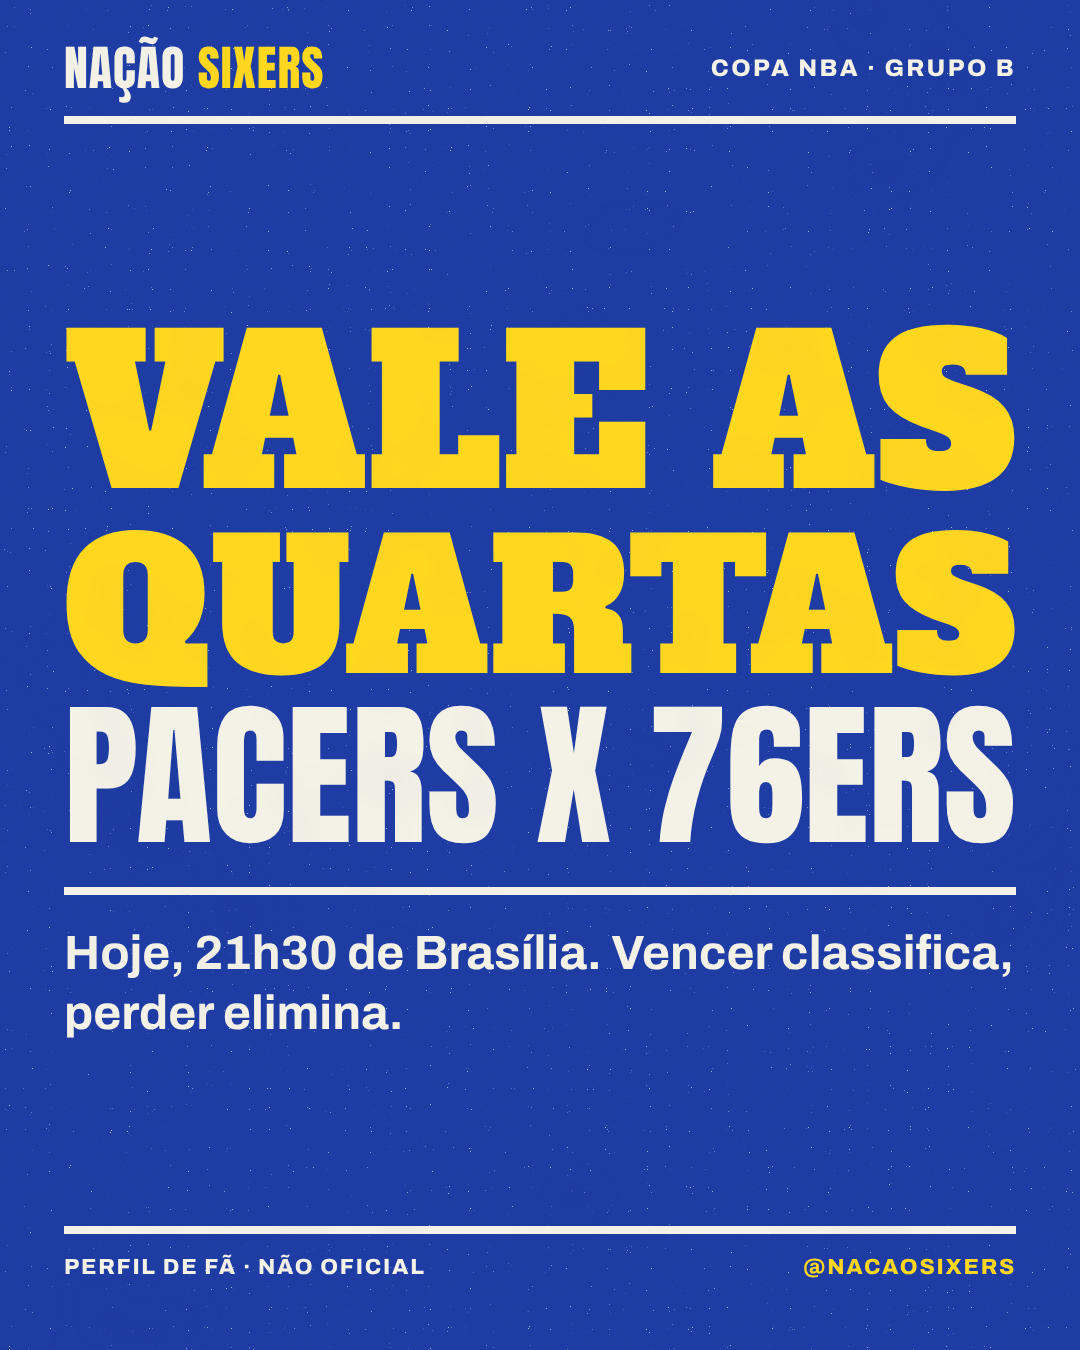 NAÇÃO SIXERS
COPA NBA · GRUPO B
VALE AS
QUARTAS
PACERS X 76ERS
Hoje, 21h30 de Brasília. Vencer classifica,
perder elimina.
PERFIL DE FÃ · NÃO OFICIAL
@NACAOSIXERS